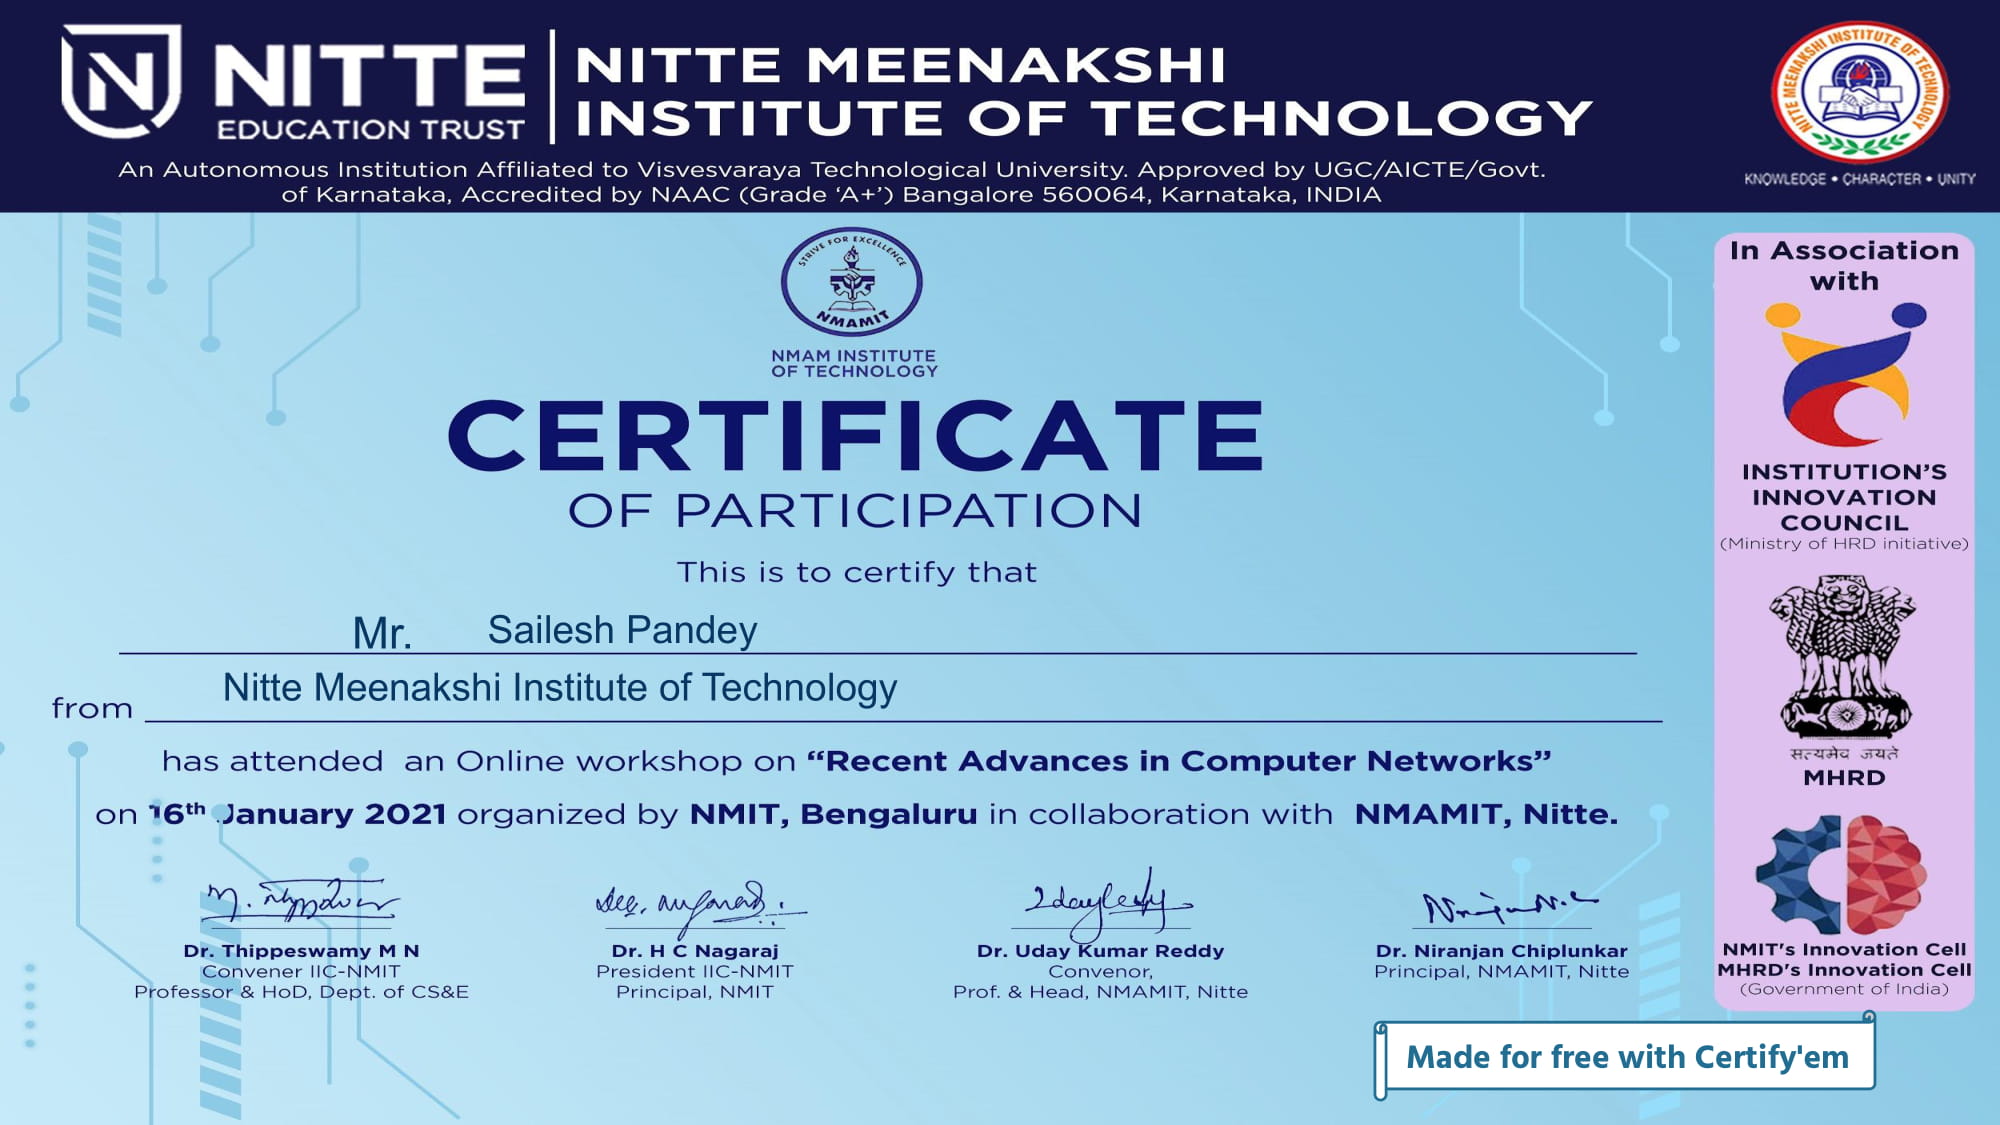 NITTE
EDUCATION TRUST
NITTE MEENAKSHI
INSTITUTE OF TECHNOLOGY
An Autonomous Institution Affiliated to Visvesvaraya Technological University. Approved by UGC/AICTE/Govt.
of Karnataka, Accredited by NAAC (Grade ‘A+’) Bangalore 560064, Karnataka, INDIA
NITTE MEENAKSHI INSTITUTE OF TECHNOLOGY
KNOWLEDGE • CHARACTER • UNITY
STRIVE FOR EXCELLENCE
NMAMIT
NMAM INSTITUTE
OF TECHNOLOGY
CERTIFICATE
OF PARTICIPATION
This is to certify that
Mr. Sailesh Pandey
from Nitte Meenakshi Institute of Technology
has attended an Online workshop on “Recent Advances in Computer Networks”
on 16th January 2021 organized by NMIT, Bengaluru in collaboration with NMAMIT, Nitte.
Dr. Thippeswamy M N
Convener IIC-NMIT
Professor & HoD, Dept. of CS&E
Dr. H C Nagaraj
President IIC-NMIT
Principal, NMIT
Dr. Uday Kumar Reddy
Convenor,
Prof. & Head, NMAMIT, Nitte
Dr. Niranjan Chiplunkar
Principal, NMAMIT, Nitte
In Association
with
INSTITUTION’S
INNOVATION
COUNCIL
(Ministry of HRD initiative)
सत्यमेव जयते
MHRD
NMIT's Innovation Cell
MHRD's Innovation Cell
(Government of India)
Made for free with Certify'em